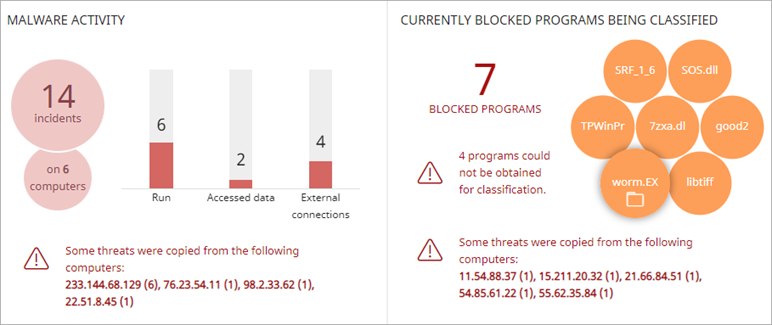 MALWARE ACTIVITY
14
incidents
on 6
computers
6
2
4
Run
Accessed data
External
connections
Some threats were copied from the following
computers:
233.144.68.129 (6), 76.23.54.11 (1), 98.2.33.62 (1),
22.51.8.45 (1)
CURRENTLY BLOCKED PROGRAMS BEING CLASSIFIED
7
BLOCKED PROGRAMS
4 programs could
not be obtained
for classification.
SRF_1_6
SOS.dll
TPWinPr
7zxa.dl
good2
worm.EX
libtiff
Some threats were copied from the following
computers:
11.54.88.37 (1), 15.211.20.32 (1), 21.66.84.51 (1),
54.85.61.22 (1), 55.62.35.84 (1)